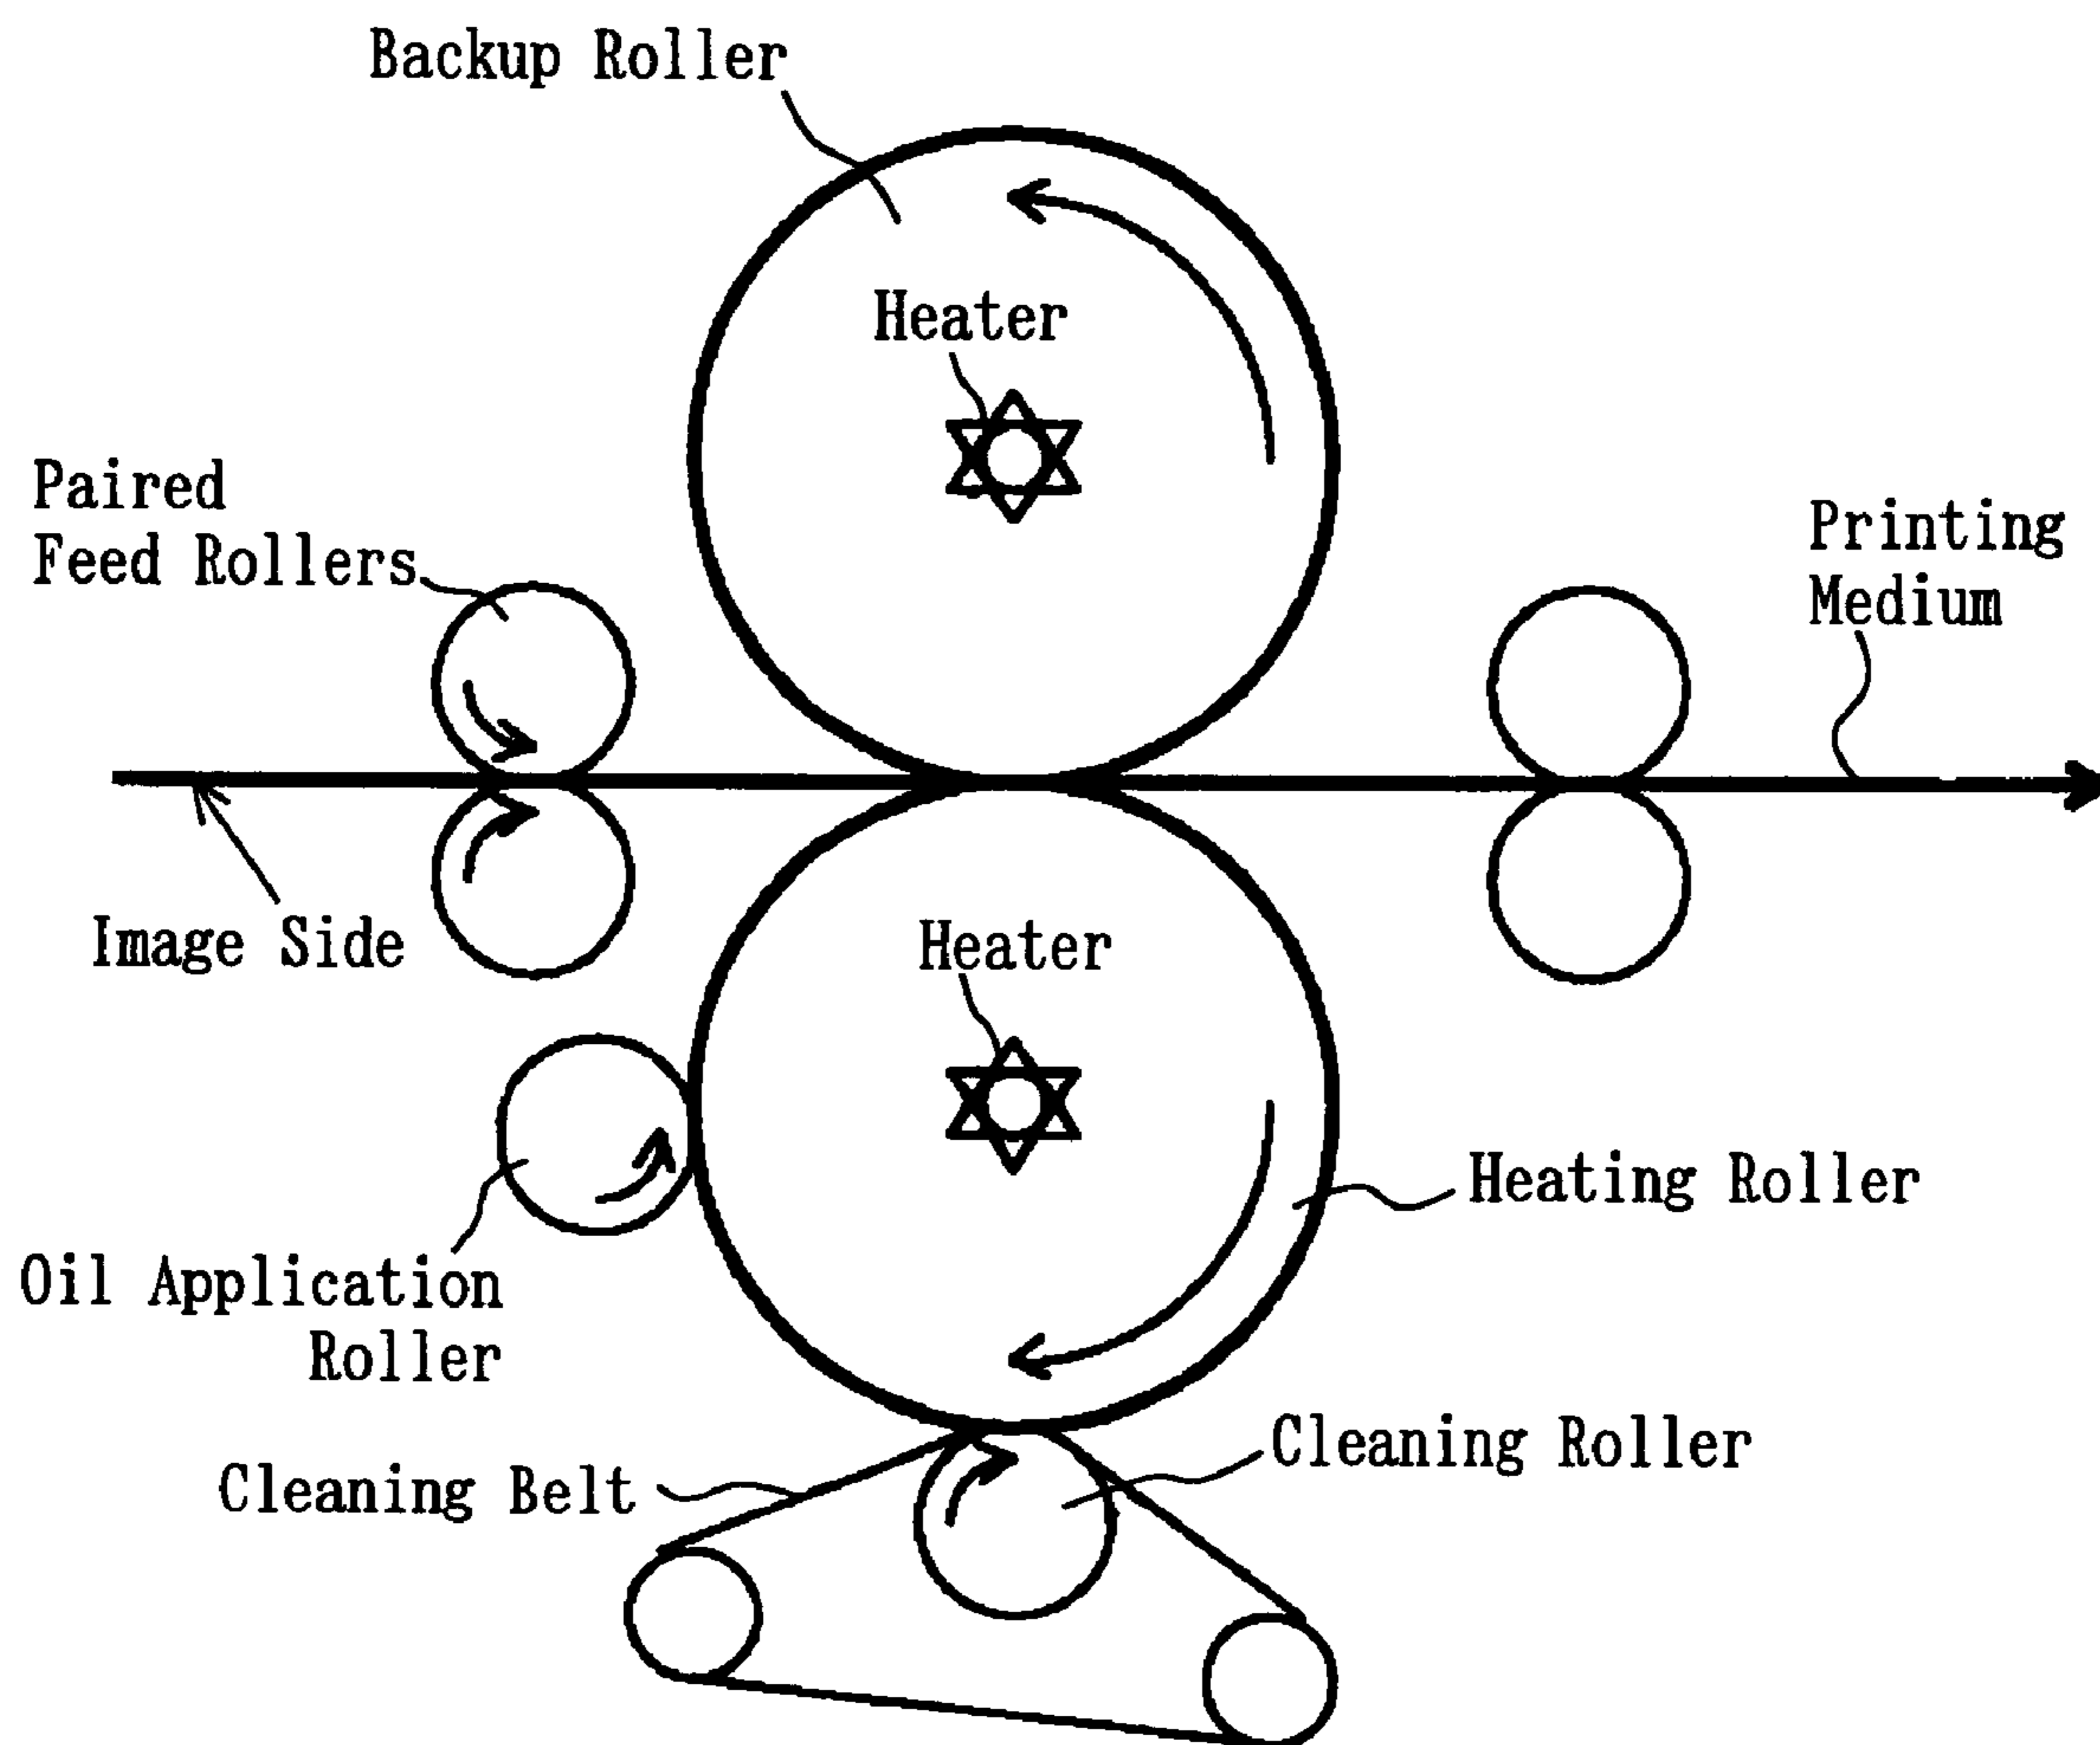 Backup Roller
Heater
Paired
Feed Rollers
Printing
Medium
Image Side
Heater
Heating Roller
Oil Application
Roller
Cleaning Roller
Cleaning Belt